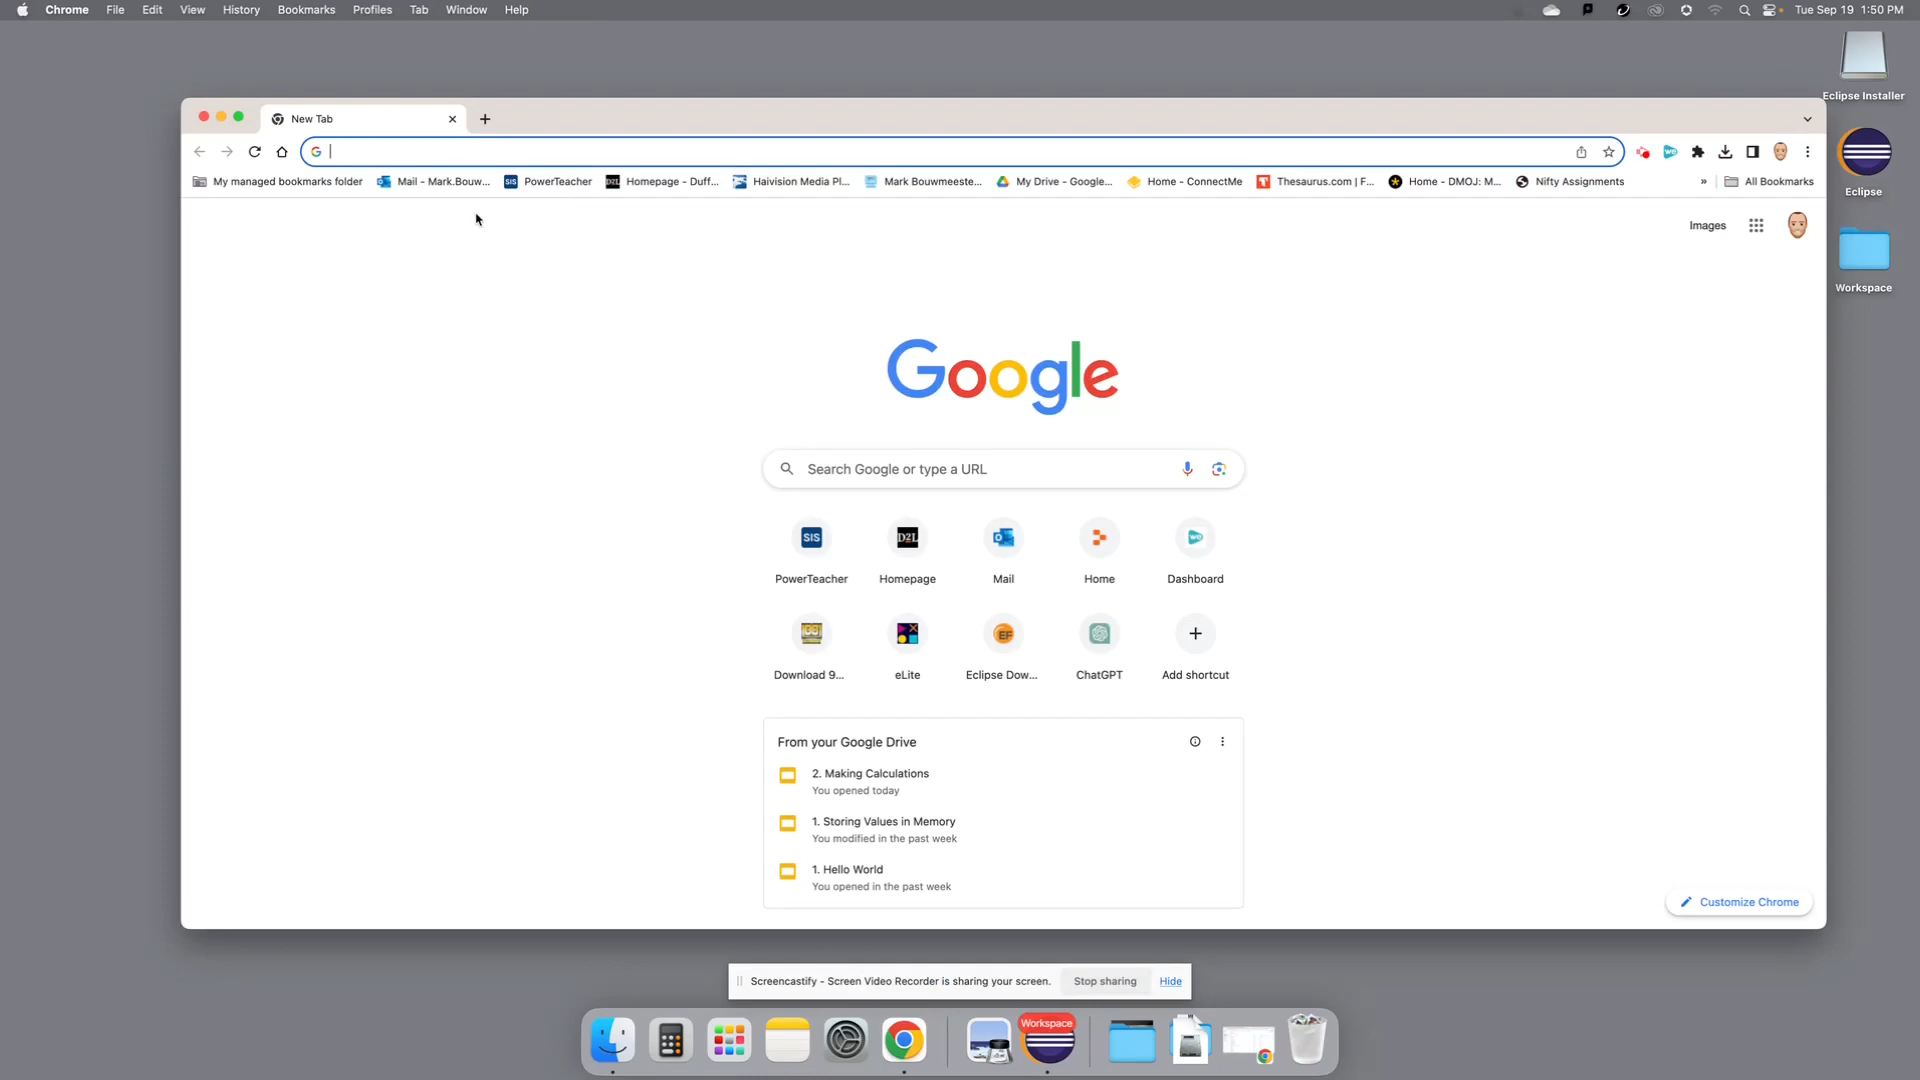 Chrome File Edit View History Bookmarks Profiles Tab Window Help Tue Sep 19 1:50 PM
Eclipse Installer
New Tab
My managed bookmarks folder Mail - Mark.Bouw... SIS PowerTeacher D2L Homepage - Duff... Haivision Media Pl... Mark Bouwmeeste... My Drive - Google... Home - ConnectMe Thesaurus.com | F... Home - DMOJ: M... Nifty Assignments » All Bookmarks
Eclipse
Images
Workspace
Google
Search Google or type a URL
SIS D2L
PowerTeacher Homepage Mail Home Dashboard
EF
Download 9... eLite Eclipse Dow... ChatGPT Add shortcut
From your Google Drive
2. Making Calculations
You opened today
1. Storing Values in Memory
You modified in the past week
1. Hello World
You opened in the past week
Customize Chrome
Screencastify - Screen Video Recorder is sharing your screen. Stop sharing Hide
Workspace